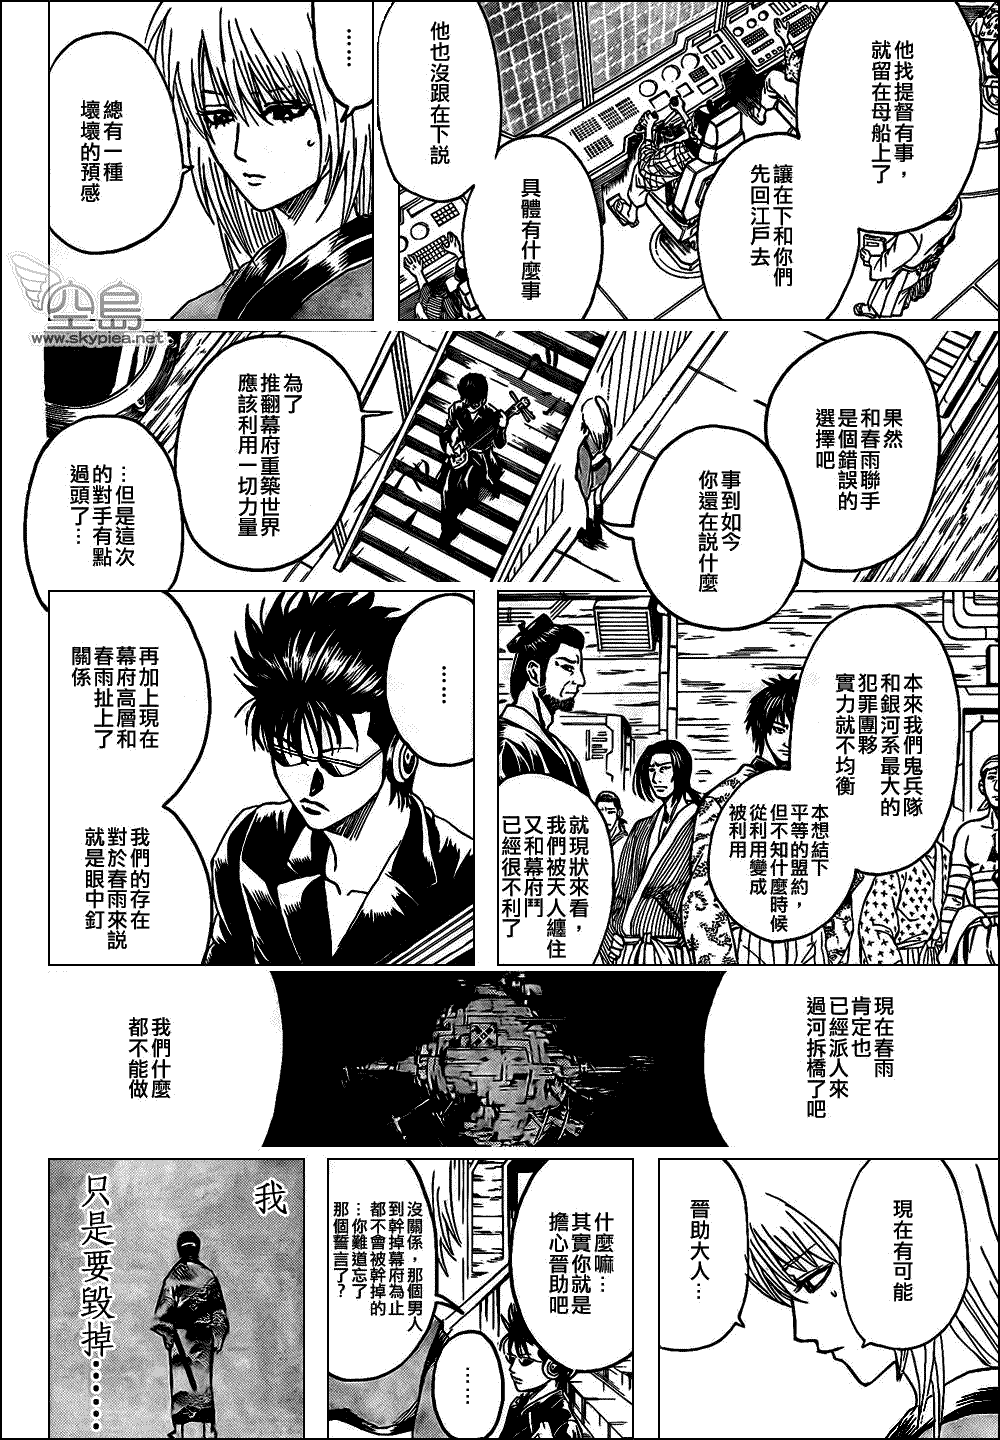 他找提督有事，
就留在母船上了
讓在下和你們
先回江戶去
具體有什麼事
他也沒跟在下說
……
總有一種
壞壞的預感
空島
www.skypiea.net
果然
和春雨聯手
是個錯誤的
選擇吧
事到如今
你還在說什麼
為了
推翻幕府重築世界
應該利用一切力量
…但是這次
的對手有點
過頭了…
本來我們鬼兵隊
和銀河系最大的
犯罪團夥
實力就不均衡
本想結下
平等的盟約，
但不知什麼時候
從利用變成
被利用
就現狀來看，
我們被天人纏住
又和幕府鬥
已經很不利了
……
再加上現在
幕府高層和
春雨扯上了
關係
我們的存在
對於春雨來說
就是眼中釘
現在春雨
肯定也
已經派人來
過河拆橋了吧
我們什麼
都不能做
現在有可能
晉助大人…
什麼嘛…
其實你就是
擔心晉助吧
……
沒關係，那個男人
到幹掉幕府為止
都不會被幹掉的
…你難道忘了
那個誓言了？
我
只是要毀掉……